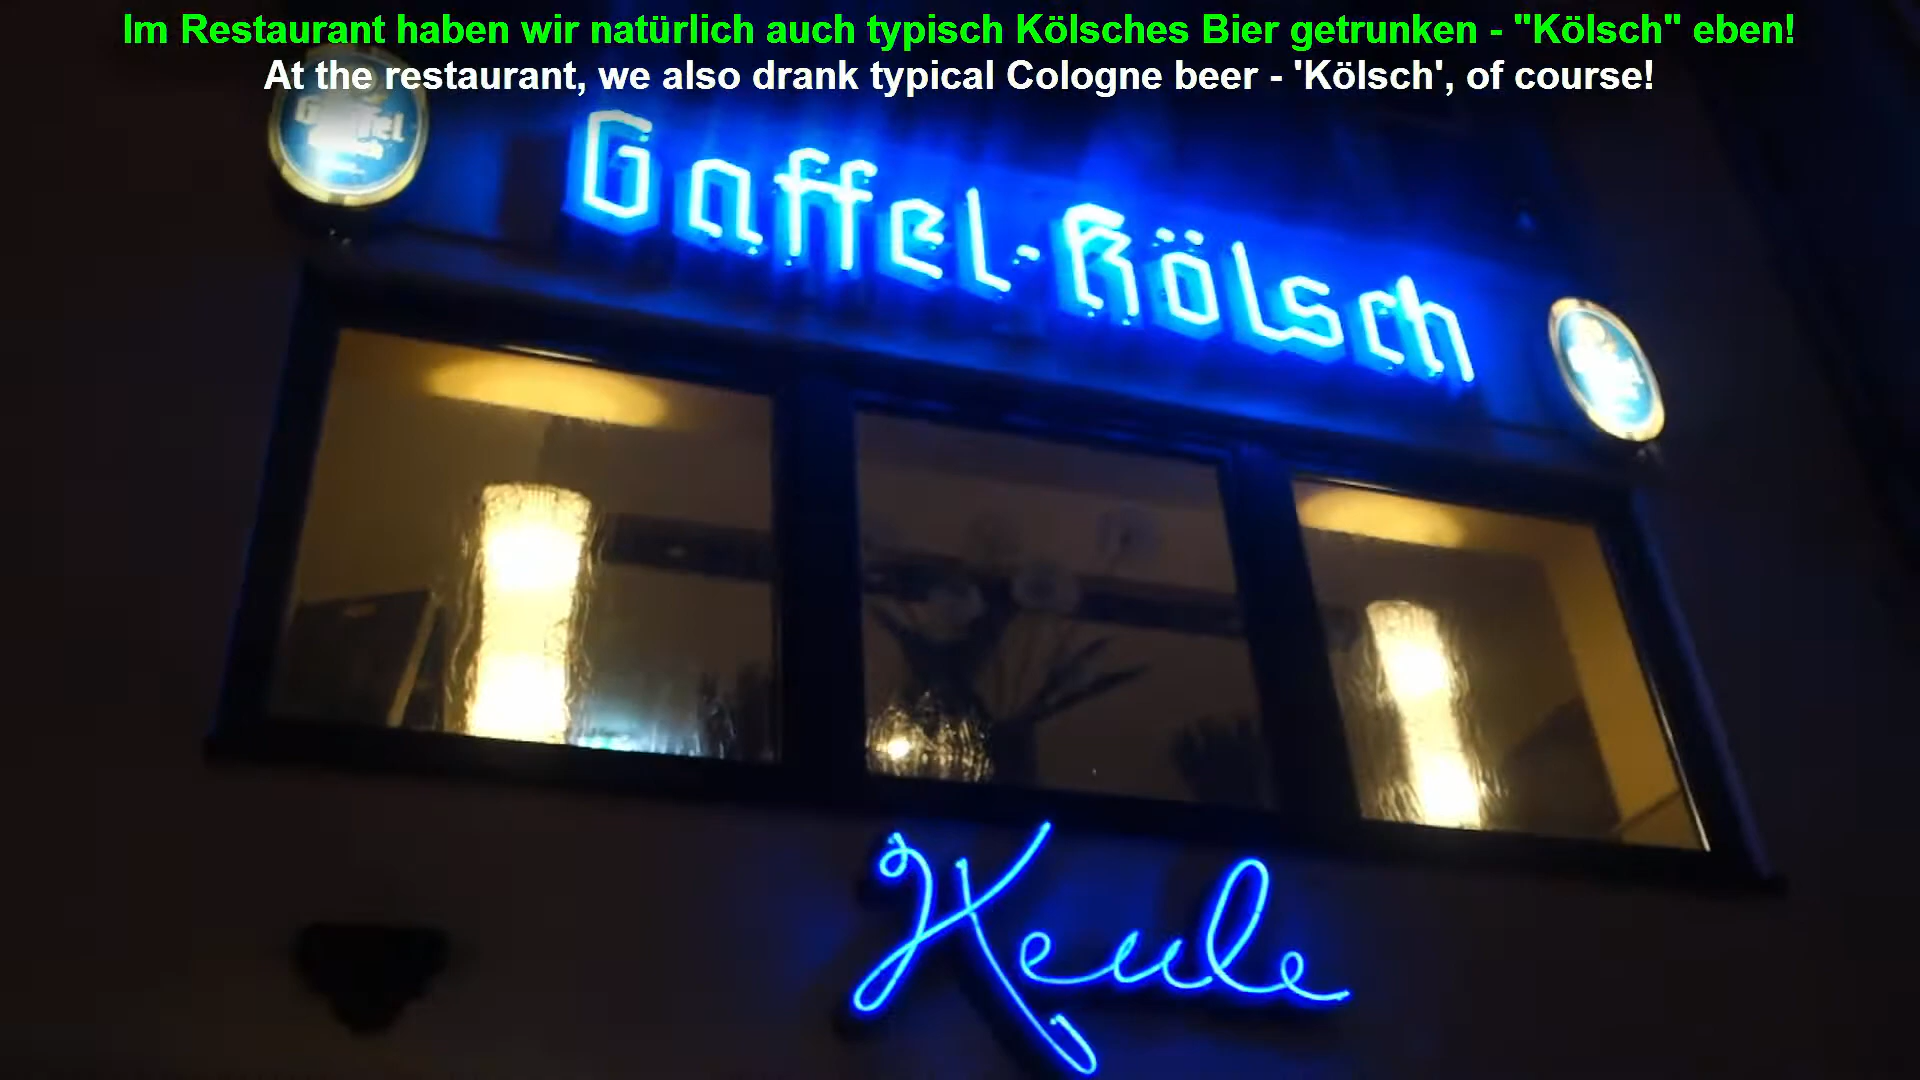 Im Restaurant haben wir natürlich auch typisch Kölsches Bier getrunken - "Kölsch" eben!
At the restaurant, we also drank typical Cologne beer - 'Kölsch', of course!
Gaffel-Kölsch
Keule